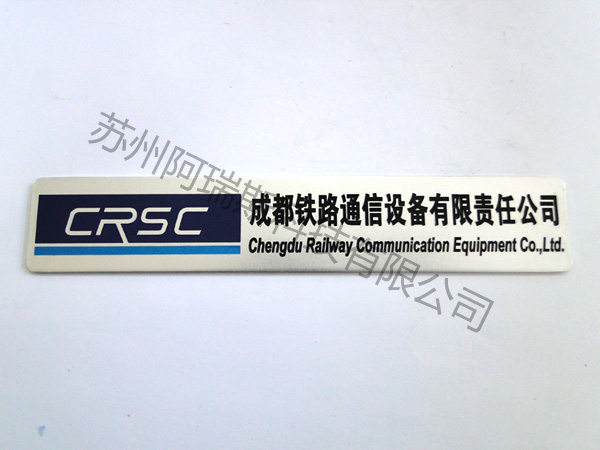 CRSC
成都铁路通信设备有限责任公司
Chengdu Railway Communication Equipment Co.,Ltd.
苏州阿瑞斯科技有限公司